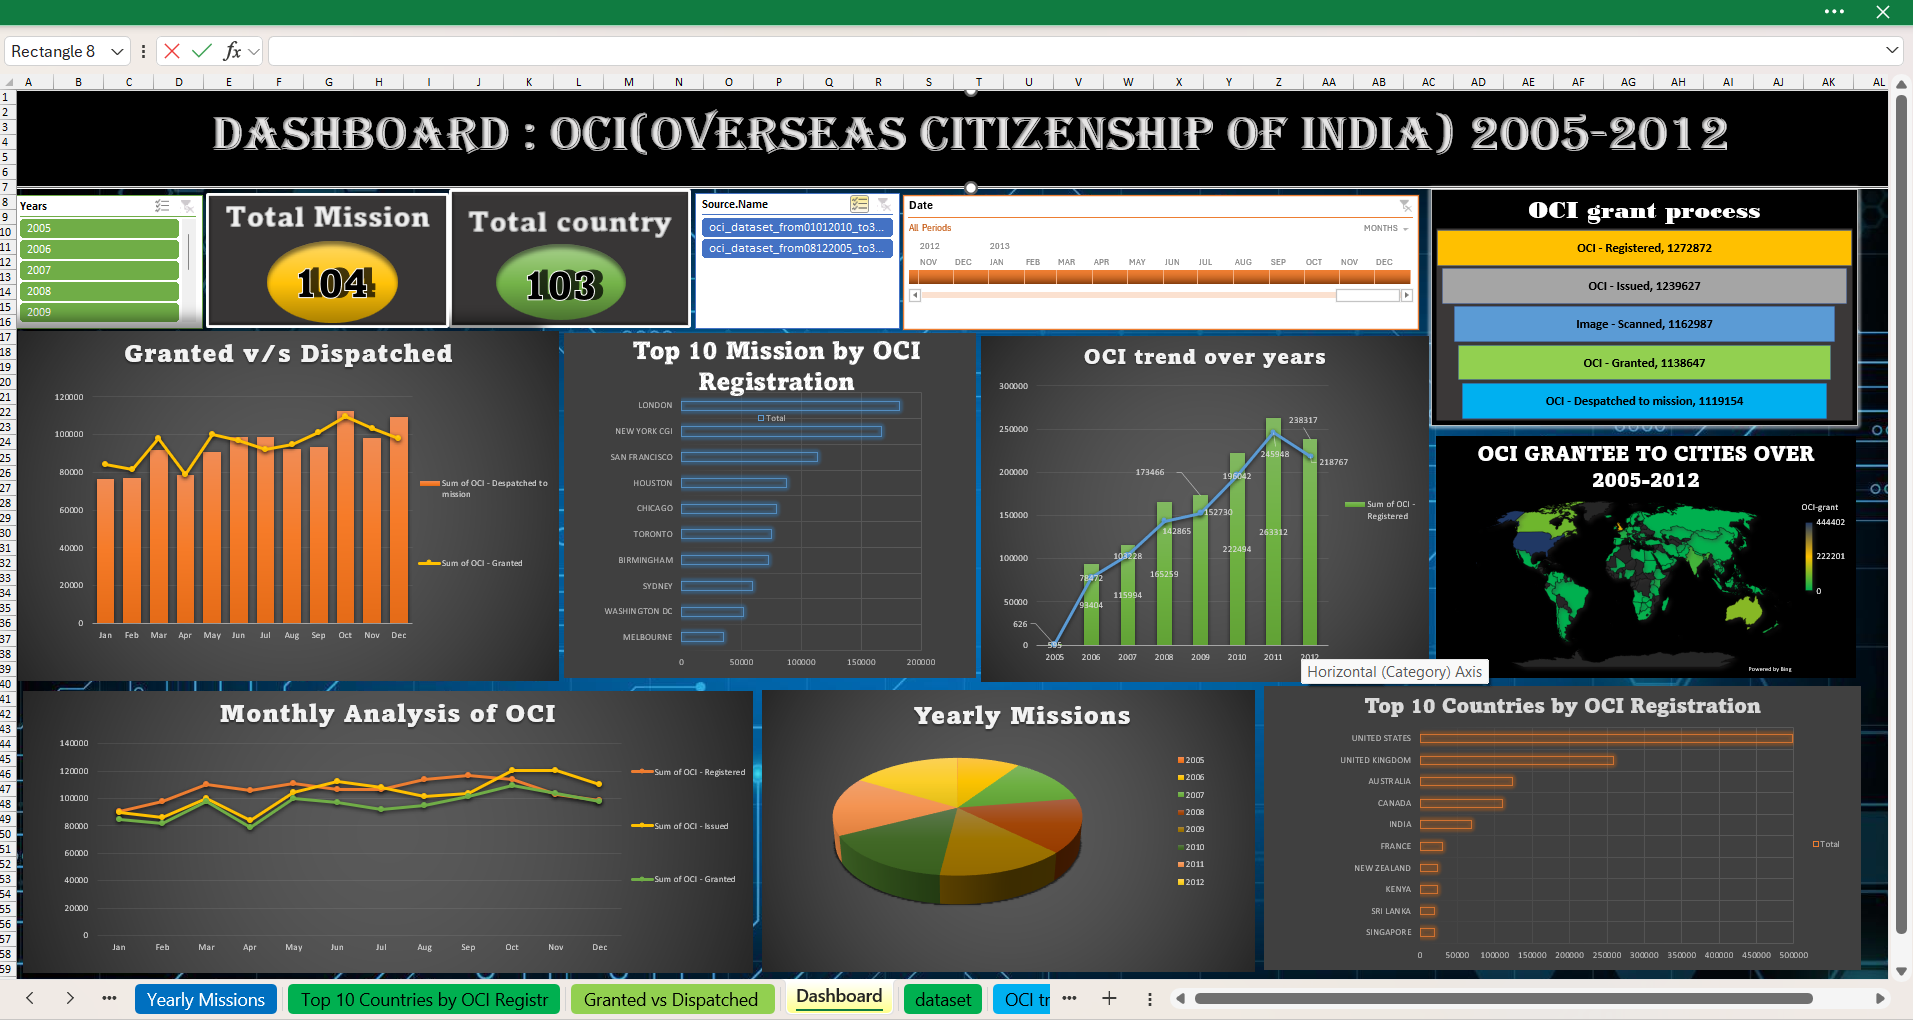 Rectangle 8
fx
A B C D E F G H I J K L M N O P Q R S T U V W X Y Z AA AB AC AD AE AF AG AH AI AJ AK AL
DASHBOARD : OCI(OVERSEAS CITIZENSHIP OF INDIA) 2005-2012
Years
2005
2006
2007
2008
2009
Total Mission
104
Total country
103
Source.Name
oci_dataset_from01012010_to3...
oci_dataset_from08122005_to3...
Date
All Periods
MONTHS
2012 2013
NOV DEC JAN FEB MAR APR MAY JUN JUL AUG SEP OCT NOV DEC
OCI grant process
OCI - Registered, 1272872
OCI - Issued, 1239627
Image - Scanned, 1162987
OCI - Granted, 1138647
OCI - Despatched to mission, 1119154
Granted v/s Dispatched
120000
100000
80000
60000
40000
20000
0
Jan Feb Mar Apr May Jun Jul Aug Sep Oct Nov Dec
Sum of OCI - Despatched to
mission
Sum of OCI - Granted
Top 10 Mission by OCI
Registration
LONDON
Total
NEW YORK CGI
SAN FRANCISCO
HOUSTON
CHICAGO
TORONTO
BIRMINGHAM
SYDNEY
WASHINGTON DC
MELBOURNE
0 50000 100000 150000 200000
OCI trend over years
300000
250000
200000
150000
100000
50000
0
626
595
93404
78472
115994
103228
165259
142865
173466
152730
222494
196042
263312
245948
238317
218767
2005 2006 2007 2008 2009 2010 2011 2012
Sum of OCI -
Registered
Horizontal (Category) Axis
OCI GRANTEE TO CITIES OVER
2005-2012
OCI-grant
444402
222201
0
Powered by Bing
Monthly Analysis of OCI
140000
120000
100000
80000
60000
40000
20000
0
Jan Feb Mar Apr May Jun Jul Aug Sep Oct Nov Dec
Sum of OCI - Registered
Sum of OCI - Issued
Sum of OCI - Granted
Yearly Missions
2005
2006
2007
2008
2009
2010
2011
2012
Top 10 Countries by OCI Registration
UNITED STATES
UNITED KINGDOM
AUSTRALIA
CANADA
INDIA
FRANCE
NEW ZEALAND
KENYA
SRI LANKA
SINGAPORE
0 50000 100000 150000 200000 250000 300000 350000 400000 450000 500000
Total
Yearly Missions
Top 10 Countries by OCI Registr
Granted vs Dispatched
Dashboard
dataset
OCI tr